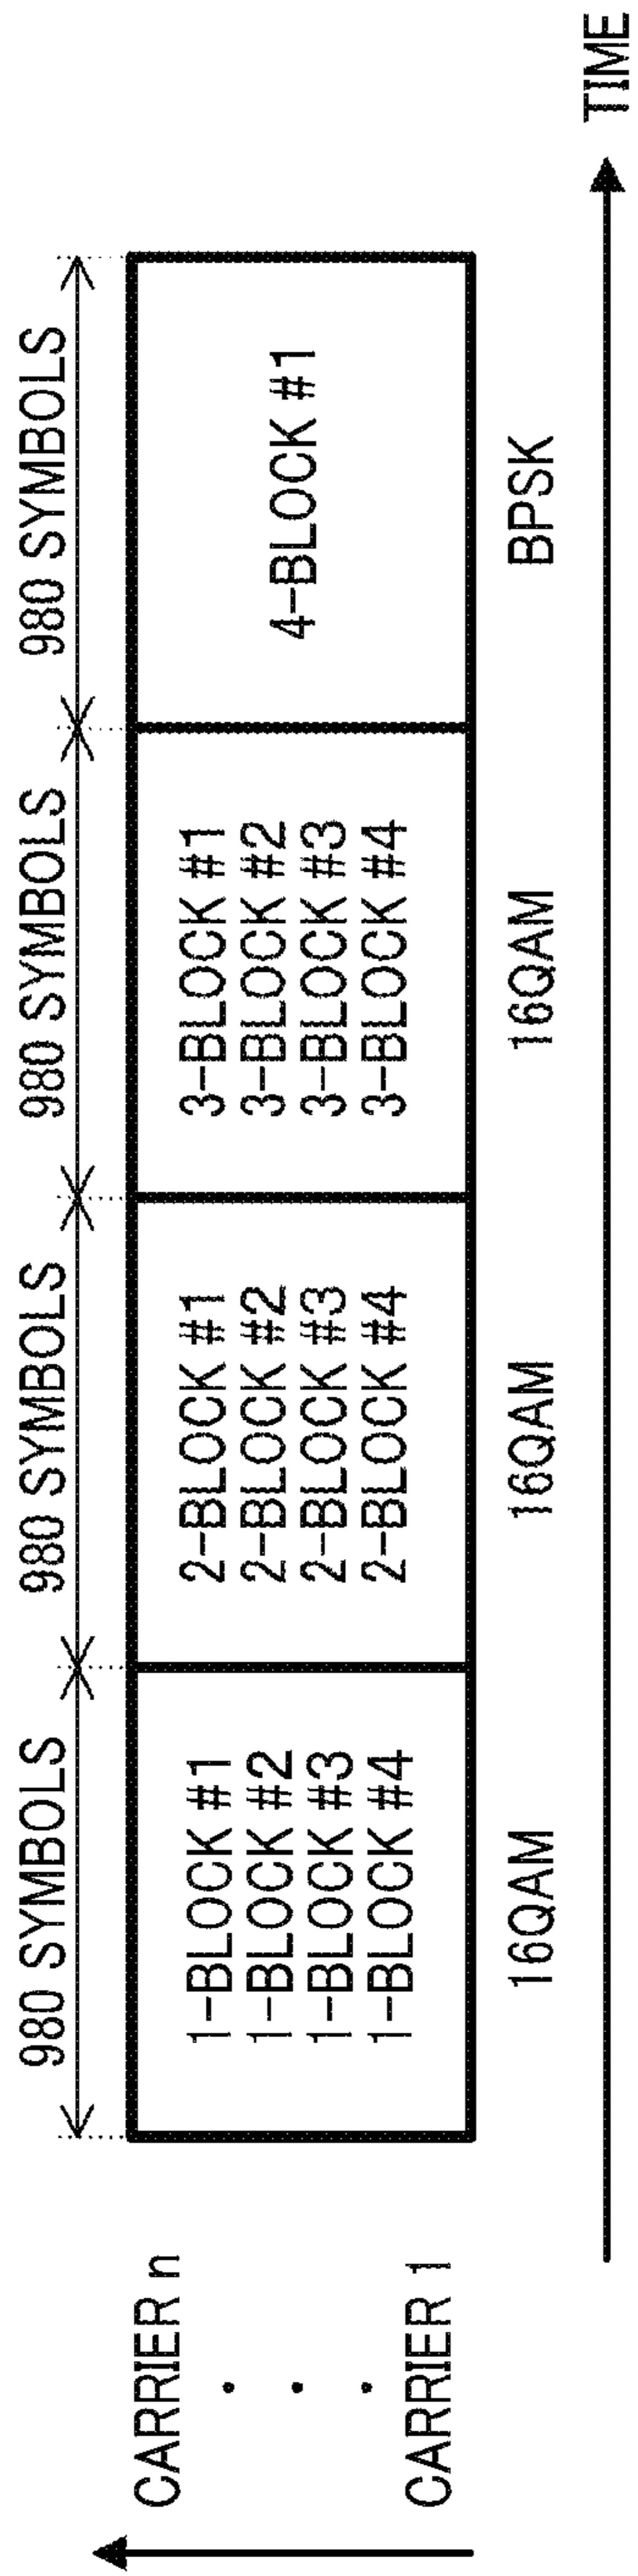 980 SYMBOLS
980 SYMBOLS
980 SYMBOLS
980 SYMBOLS
CARRIER n
CARRIER 1
1-BLOCK #1
1-BLOCK #2
1-BLOCK #3
1-BLOCK #4
2-BLOCK #1
2-BLOCK #2
2-BLOCK #3
2-BLOCK #4
3-BLOCK #1
3-BLOCK #2
3-BLOCK #3
3-BLOCK #4
4-BLOCK #1
16QAM
16QAM
16QAM
BPSK
TIME